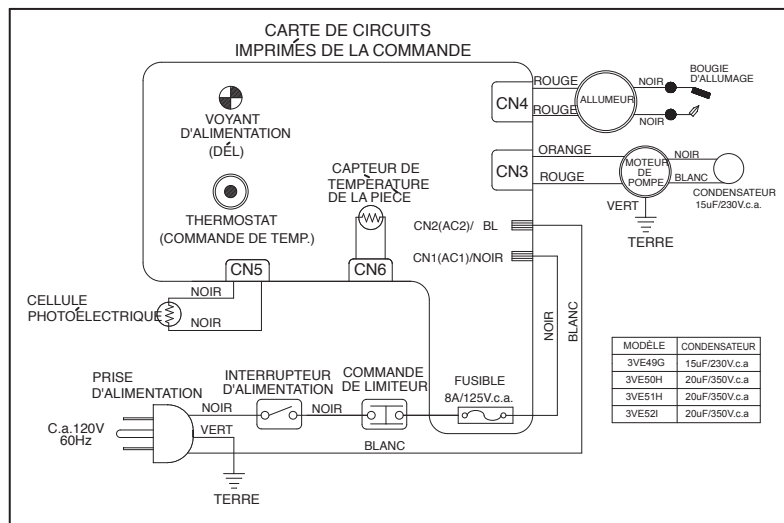 CARTE DE CIRCUITS
IMPRIMÉS DE LA COMMANDE
VOYANT
D'ALIMENTATION
(DÉL)
THERMOSTAT
(COMMANDE DE TEMP.)
CAPTEUR DE
TEMPÉRATURE
DE LA PIÈCE
CN4
ROUGE
ROUGE
ALLUMEUR
NOIR
NOIR
BOUGIE
D'ALLUMAGE
CN3
ORANGE
ROUGE
MOTEUR
DE
POMPE
NOIR
BLANC
CONDENSATEUR
15uF/230V.c.a.
VERT
TERRE
CN2(AC2)/ BL
CN1(AC1)/NOIR
CN5
CN6
CELLULE
PHOTOÉLECTRIQUE
NOIR
NOIR
NOIR
BLANC
PRISE
D'ALIMENTATION
C.a.120V
60Hz
NOIR
VERT
INTERRUPTEUR
D'ALIMENTATION
NOIR
COMMANDE
DE LIMITEUR
FUSIBLE
8A/125V.c.a.
BLANC
TERRE
MODÈLE CONDENSATEUR
3VE49G 15uF/230V.c.a
3VE50H 20uF/350V.c.a
3VE51H 20uF/350V.c.a
3VE52I 20uF/350V.c.a